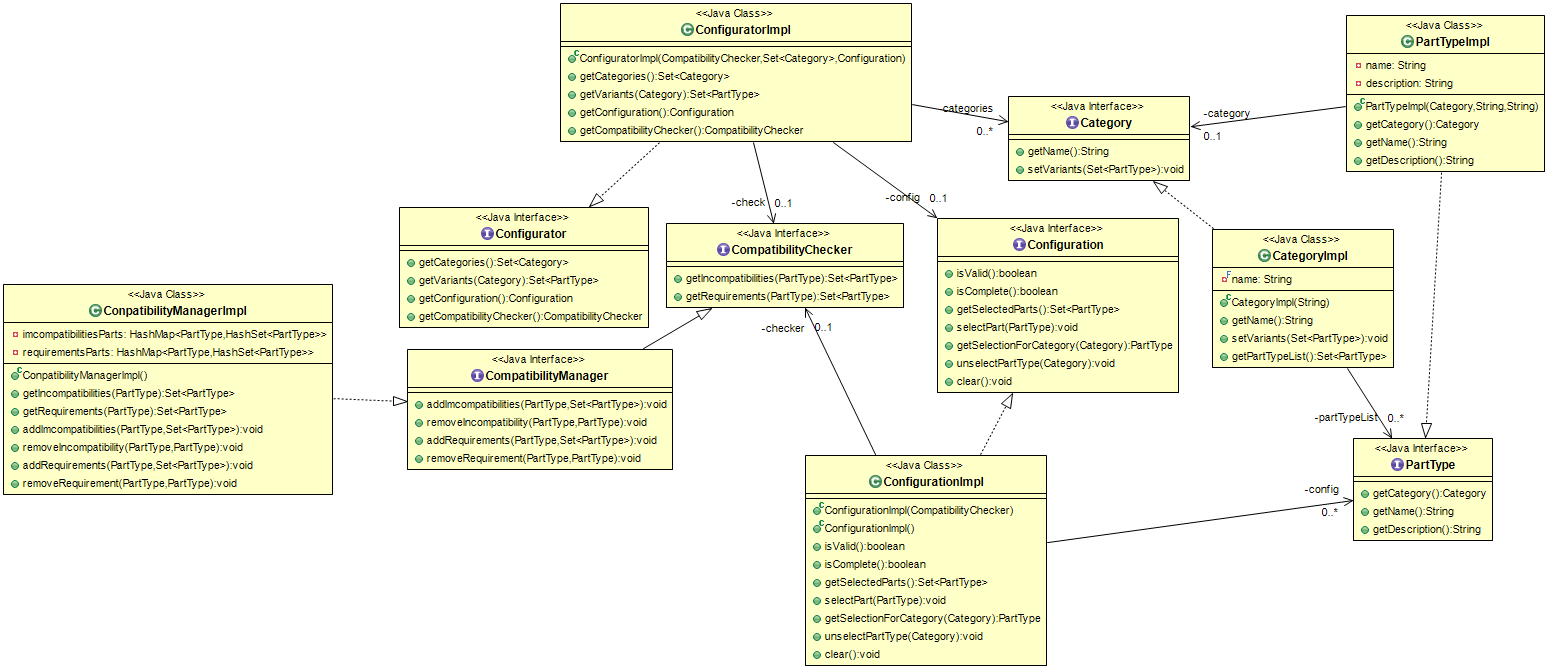 <<Java Class>>
ConfiguratorImpl
ConfiguratorImpl(CompatibilityChecker,Set<Category>,Configuration)
getCategories():Set<Category>
getVariants(Category):Set<PartType>
getConfiguration():Configuration
getCompatibilityChecker():CompatibilityChecker
<<Java Class>>
PartTypeImpl
name: String
description: String
PartTypeImpl(Category,String,String)
getCategory():Category
getName():String
getDescription():String
-categories
0..*
<<Java Interface>>
Category
getName():String
setVariants(Set<PartType>):void
-category
0..1
-check 0..1
-config 0..1
<<Java Interface>>
Configurator
getCategories():Set<Category>
getVariants(Category):Set<PartType>
getConfiguration():Configuration
getCompatibilityChecker():CompatibilityChecker
<<Java Interface>>
CompatibilityChecker
getIncompatibilities(PartType):Set<PartType>
getRequirements(PartType):Set<PartType>
<<Java Interface>>
Configuration
isValid():boolean
isComplete():boolean
getSelectedParts():Set<PartType>
selectPart(PartType):void
getSelectionForCategory(Category):PartType
unselectPartType(Category):void
clear():void
<<Java Class>>
CategoryImpl
name: String
CategoryImpl(String)
getName():String
setVariants(Set<PartType>):void
getPartTypeList():Set<PartType>
<<Java Class>>
ConpatibilityManagerImpl
imcompatibilitiesParts: HashMap<PartType,HashSet<PartType>>
requirementsParts: HashMap<PartType,HashSet<PartType>>
ConpatibilityManagerImpl()
getIncompatibilities(PartType):Set<PartType>
getRequirements(PartType):Set<PartType>
addImcompatibilities(PartType,Set<PartType>):void
removeIncompatibility(PartType,PartType):void
addRequirements(PartType,Set<PartType>):void
removeRequirement(PartType,PartType):void
-checker 0..1
<<Java Interface>>
CompatibilityManager
addImcompatibilities(PartType,Set<PartType>):void
removeIncompatibility(PartType,PartType):void
addRequirements(PartType,Set<PartType>):void
removeRequirement(PartType,PartType):void
-partTypeList 0..*
<<Java Interface>>
PartType
getCategory():Category
getName():String
getDescription():String
<<Java Class>>
ConfigurationImpl
ConfigurationImpl(CompatibilityChecker)
ConfigurationImpl()
isValid():boolean
isComplete():boolean
getSelectedParts():Set<PartType>
selectPart(PartType):void
getSelectionForCategory(Category):PartType
unselectPartType(Category):void
clear():void
-config
0..*